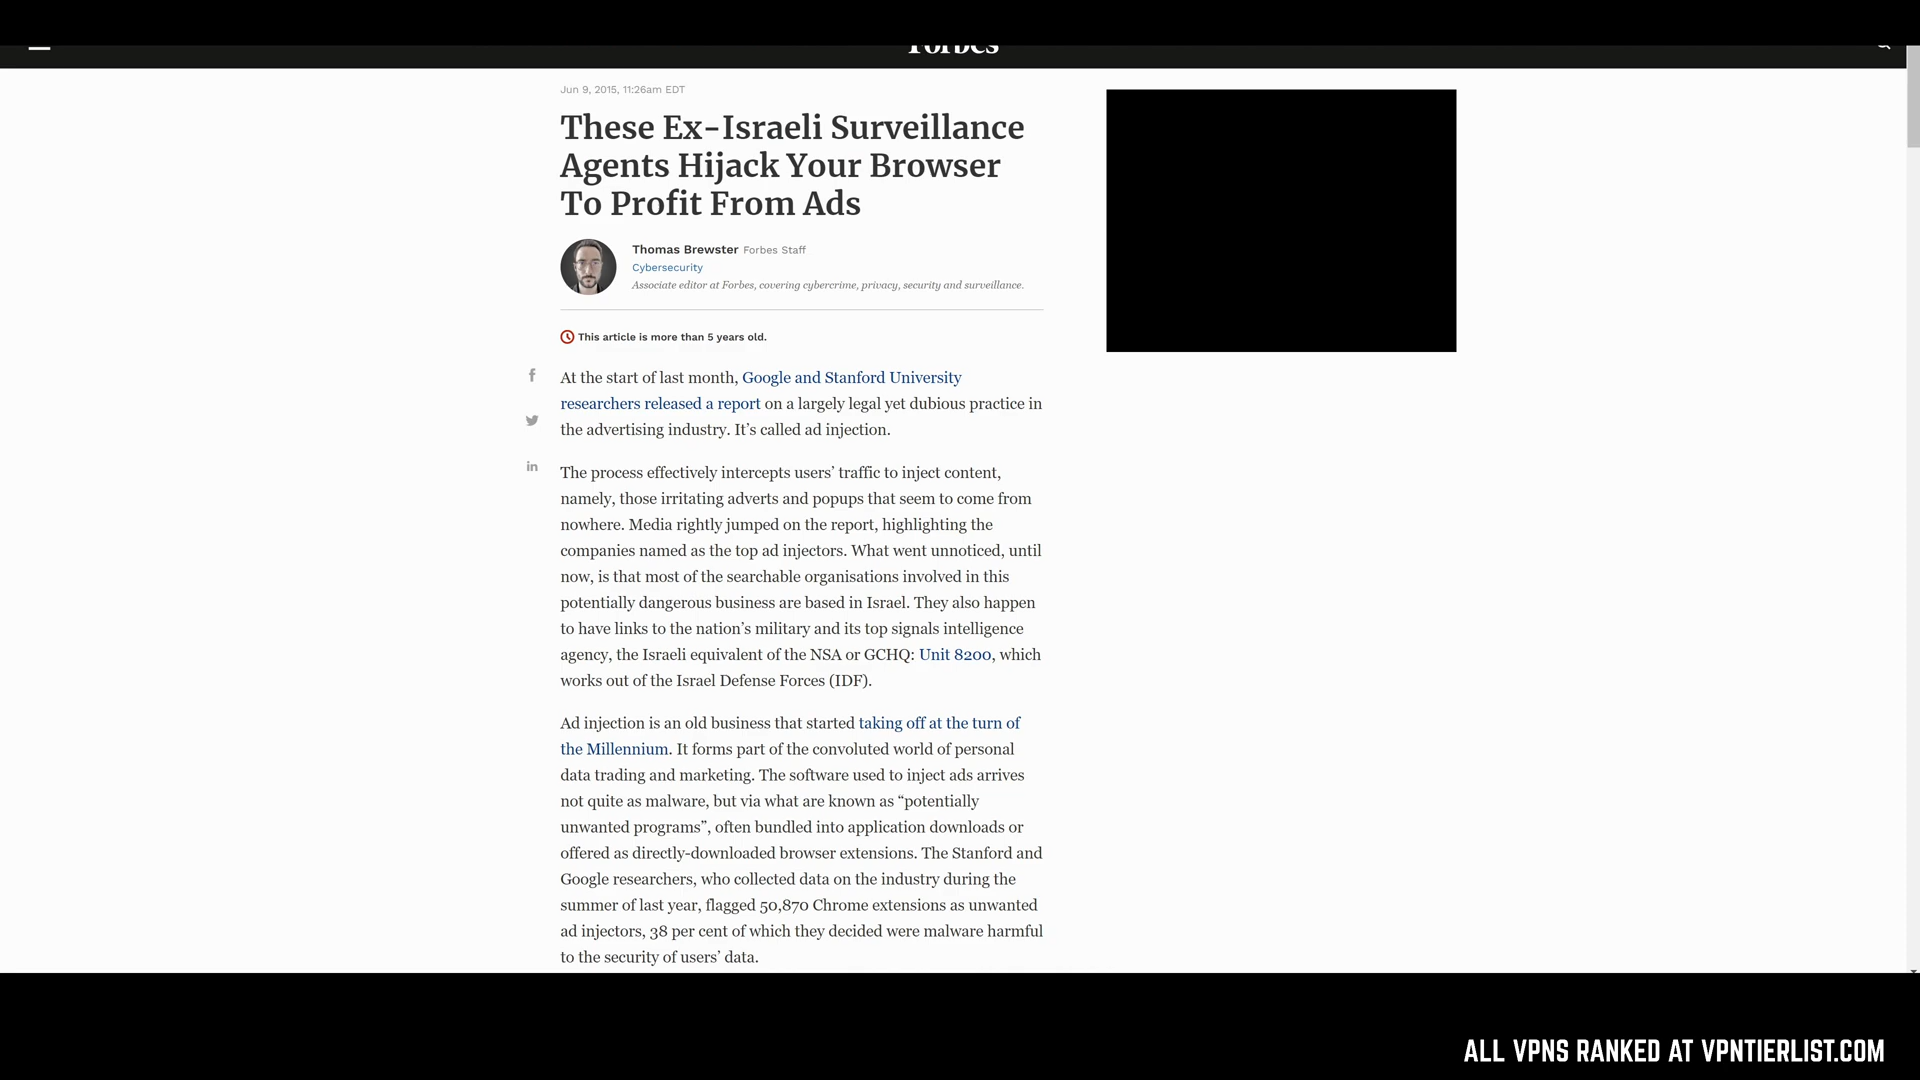 Forbes
Jun 9, 2015, 11:26am EDT
These Ex-Israeli Surveillance
Agents Hijack Your Browser
To Profit From Ads
Thomas Brewster Forbes Staff
Cybersecurity
Associate editor at Forbes, covering cybercrime, privacy, security and surveillance.
This article is more than 5 years old.
At the start of last month, Google and Stanford University
researchers released a report on a largely legal yet dubious practice in
the advertising industry. It’s called ad injection.
The process effectively intercepts users’ traffic to inject content,
namely, those irritating adverts and popups that seem to come from
nowhere. Media rightly jumped on the report, highlighting the
companies named as the top ad injectors. What went unnoticed, until
now, is that most of the searchable organisations involved in this
potentially dangerous business are based in Israel. They also happen
to have links to the nation’s military and its top signals intelligence
agency, the Israeli equivalent of the NSA or GCHQ: Unit 8200, which
works out of the Israel Defense Forces (IDF).
Ad injection is an old business that started taking off at the turn of
the Millennium. It forms part of the convoluted world of personal
data trading and marketing. The software used to inject ads arrives
not quite as malware, but via what are known as “potentially
unwanted programs”, often bundled into application downloads or
offered as directly-downloaded browser extensions. The Stanford and
Google researchers, who collected data on the industry during the
summer of last year, flagged 50,870 Chrome extensions as unwanted
ad injectors, 38 per cent of which they decided were malware harmful
to the security of users’ data.
ALL VPNS RANKED AT VPNTIERLIST.COM